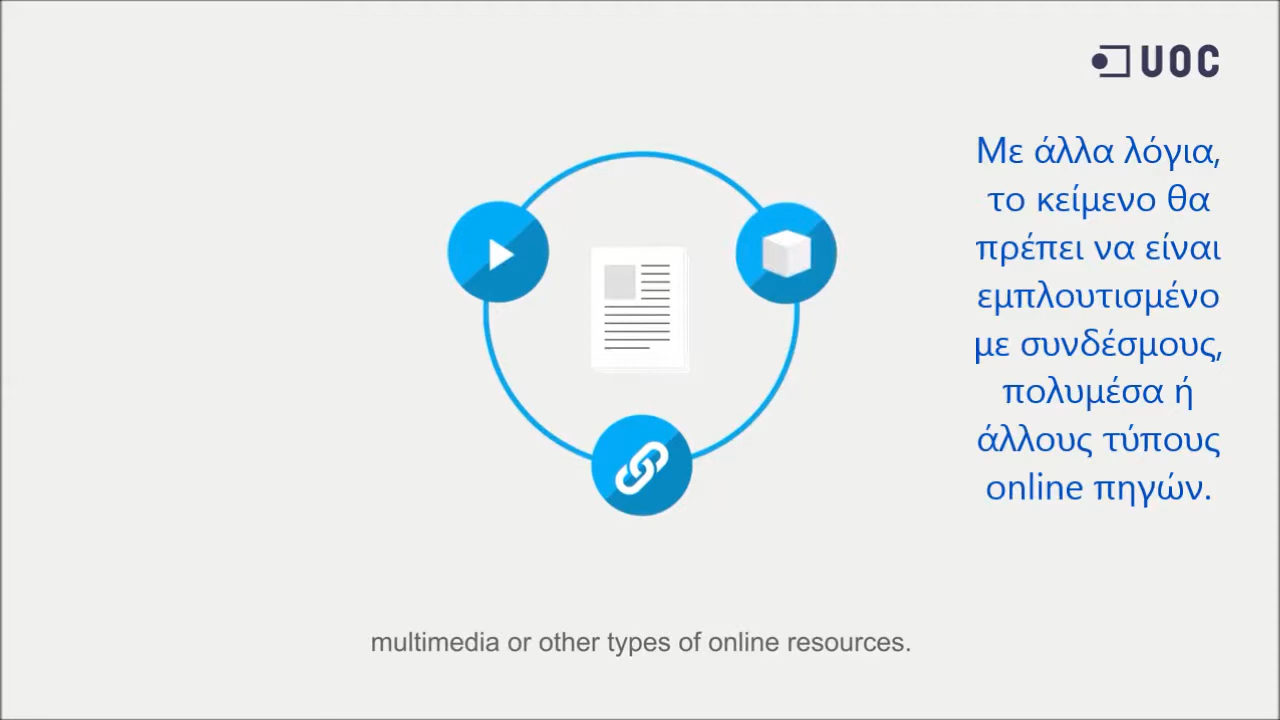 UOC
Με άλλα λόγια,
το κείμενο θα
πρέπει να είναι
εμπλουτισμένο
με συνδέσμους,
πολυμέσα ή
άλλους τύπους
online πηγών.
multimedia or other types of online resources.